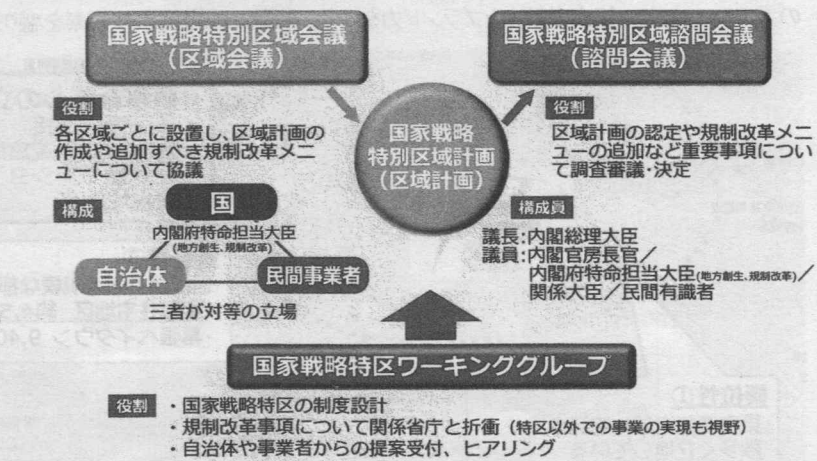 国家戦略特別区域会議
（区域会議）
役割
各区域ごとに設置し、区域計画の
作成や追加すべき規制改革メニ
ューについて協議
構成
国
内閣府特命担当大臣
(地方創生、規制改革)
自治体
民間事業者
三者が対等の立場
国家戦略
特別区域計画
（区域計画）
国家戦略特別区域諮問会議
（諮問会議）
役割
区域計画の認定や規制改革メニ
ューの追加など重要事項につい
て調査審議・決定
構成員
議長：内閣総理大臣
議員：内閣官房長官／
内閣府特命担当大臣(地方創生、規制改革)／
関係大臣／民間有識者
国家戦略特区ワーキンググループ
役割
・国家戦略特区の制度設計
・規制改革事項について関係省庁と折衝（特区以外での事業の実現も視野）
・自治体や事業者からの提案受付、ヒアリング